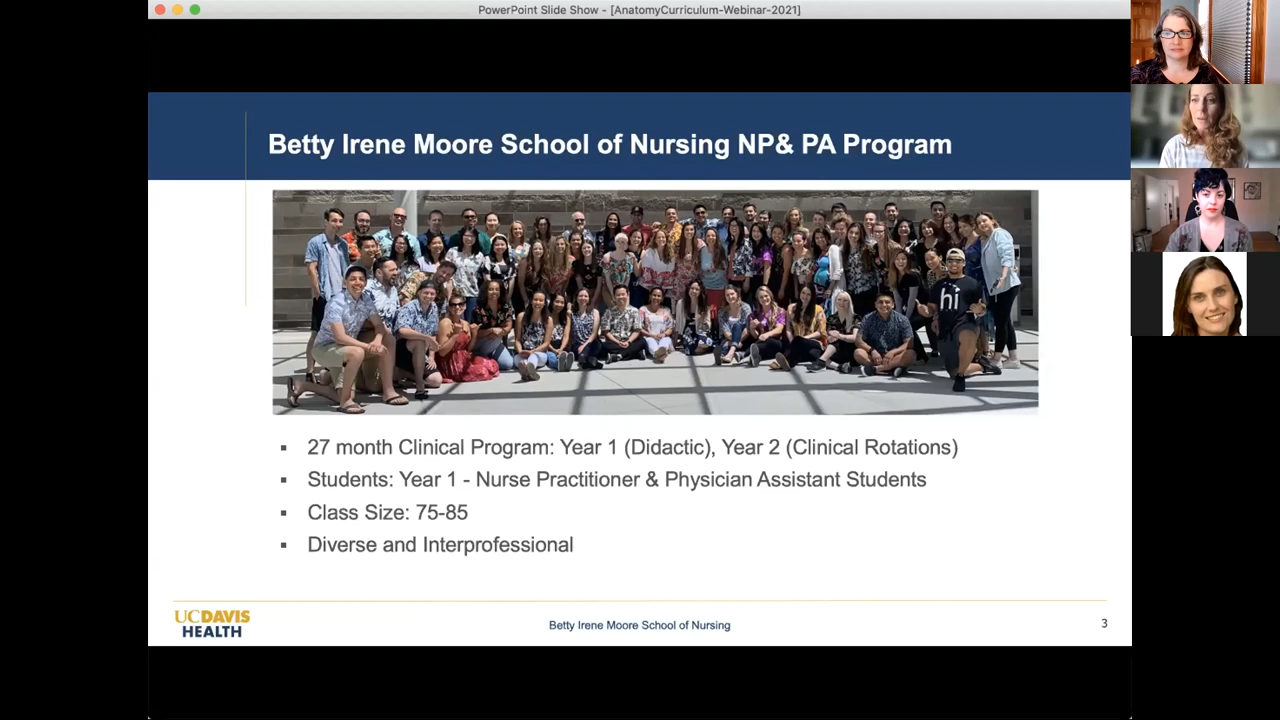 PowerPoint Slide Show - [AnatomyCurriculum-Webinar-2021]
Betty Irene Moore School of Nursing NP& PA Program
hi
▪ 27 month Clinical Program: Year 1 (Didactic), Year 2 (Clinical Rotations)
▪ Students: Year 1 - Nurse Practitioner & Physician Assistant Students
▪ Class Size: 75-85
▪ Diverse and Interprofessional
UCDAVIS
HEALTH
Betty Irene Moore School of Nursing
3